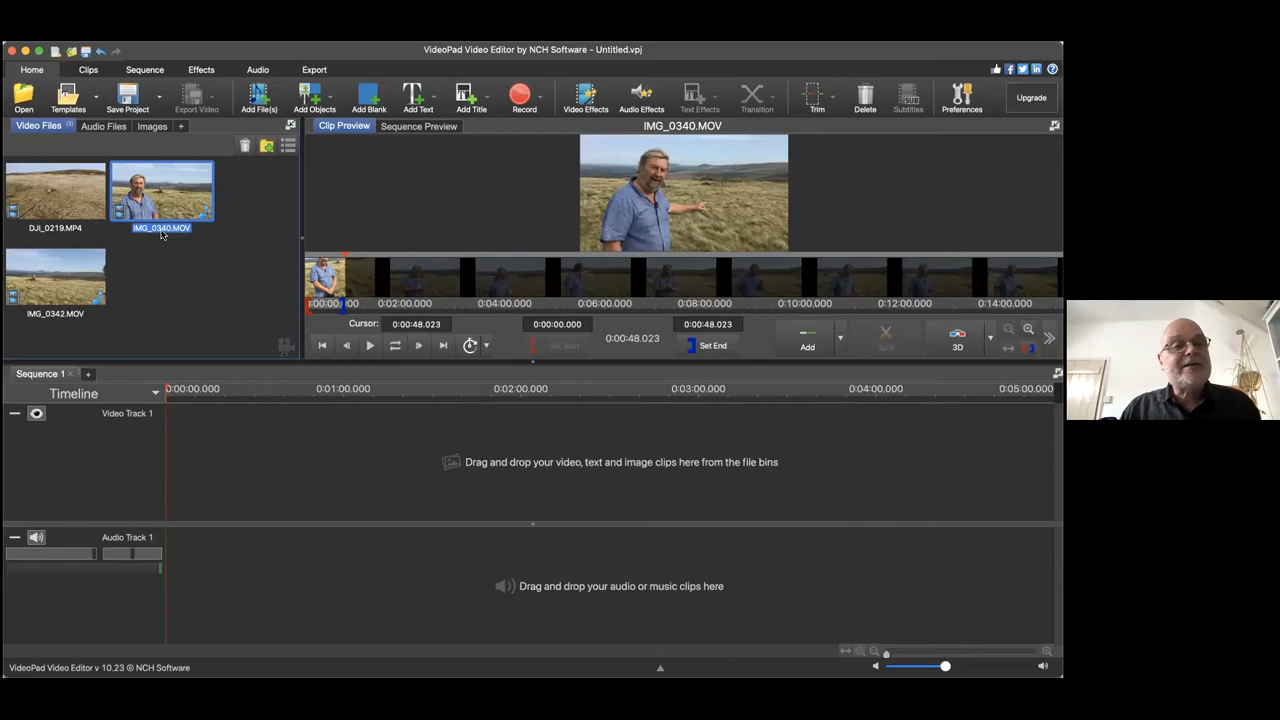 VideoPad Video Editor by NCH Software - Untitled.vpj
Home Clips Sequence Effects Audio Export
Open Templates Save Project Export Video Add File(s) Add Objects Add Blank Add Text Add Title Record Video Effects Audio Effects Text Effects Transition Trim Delete Subtitles Preferences Upgrade
Video Files (3) Audio Files Images + Clip Preview Sequence Preview IMG_0340.MOV
DJI_0219.MP4 IMG_0340.MOV
IMG_0342.MOV
0:00:00.000 0:02:00.000 0:04:00.000 0:06:00.000 0:08:00.000 0:10:00.000 0:12:00.000 0:14:00.000
Cursor: 0:00:48.023 0:00:00.000 0:00:48.023 0:00:48.023
Set Start Set End Add Split 3D
Sequence 1
Timeline 0:00:00.000 0:01:00.000 0:02:00.000 0:03:00.000 0:04:00.000 0:05:00.000
Video Track 1
Drag and drop your video, text and image clips here from the file bins
Audio Track 1
Drag and drop your audio or music clips here
VideoPad Video Editor v 10.23 © NCH Software